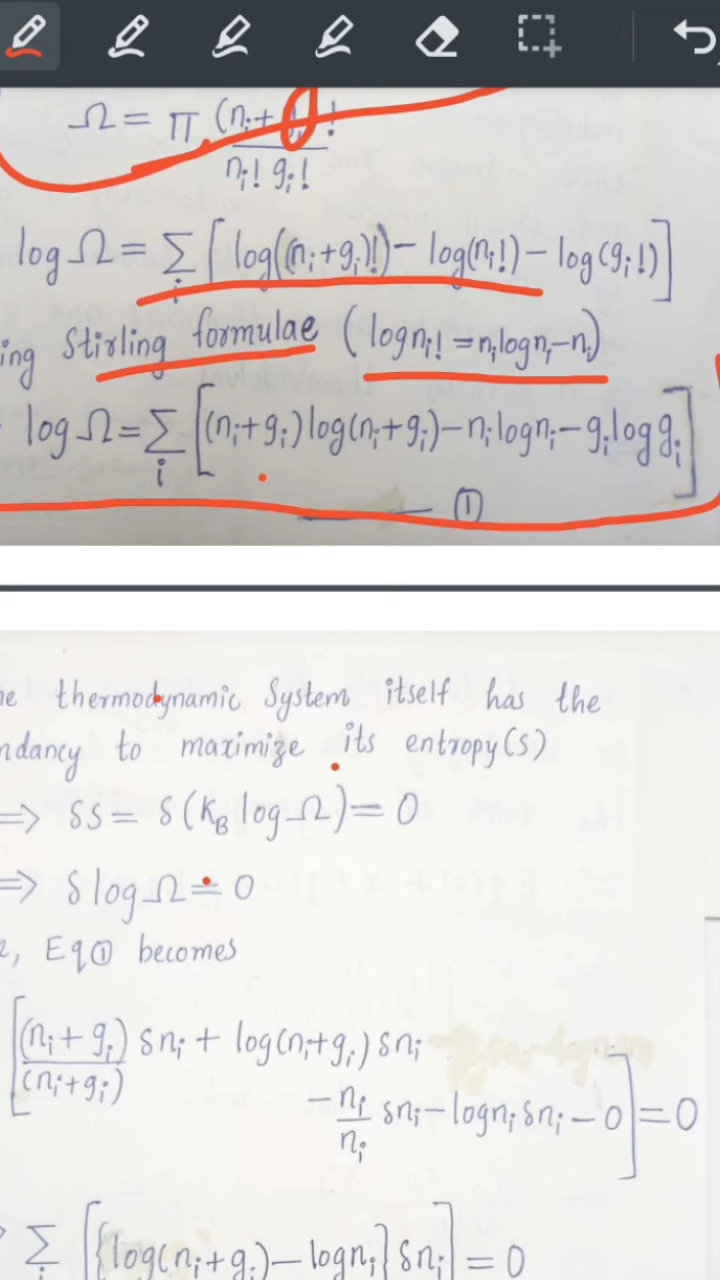 Ω = π (nᵢ + gᵢ)! / nᵢ! gᵢ!
log Ω = Σᵢ [log((nᵢ+gᵢ)!) − log(nᵢ!) − log(gᵢ!)]
ing Stirling formulae (log nᵢ! = nᵢ log nᵢ − nᵢ)
log Ω = Σᵢ [(nᵢ+gᵢ) log(nᵢ+gᵢ) − nᵢ log nᵢ − gᵢ log gᵢ]
——— ①
thermodynamic System itself has the
ndancy to maximize its entropy(S)
=> δS = δ(K_B log Ω) = 0
=> δ log Ω = 0
, Eq① becomes
[(nᵢ + gᵢ)/(nᵢ+gᵢ) δnᵢ + log(nᵢ+gᵢ) δnᵢ
− nᵢ/nᵢ δnᵢ − log nᵢ δnᵢ − 0] = 0
Σᵢ [{log(nᵢ+gᵢ) − log nᵢ} δnᵢ] = 0